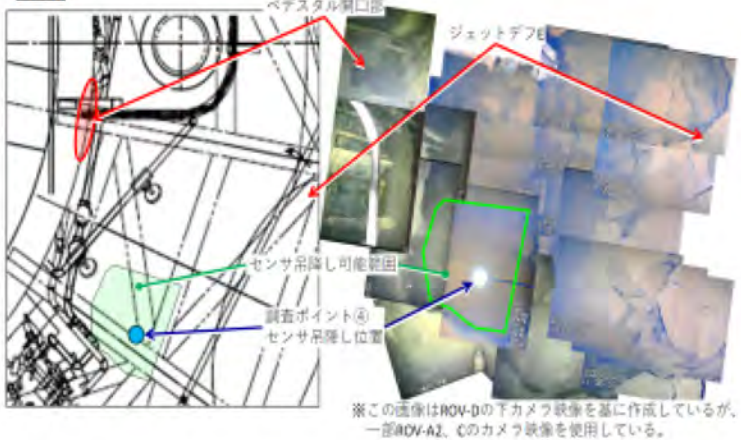 ペデスタル開口部
ジェットデフ
センサ吊降し可能範囲
調査ポイント④
センサ吊降し位置
※この画像はROV-Dの下カメラ映像を基に作成しているが、
一部ROV-A2、Cのカメラ映像を使用している。